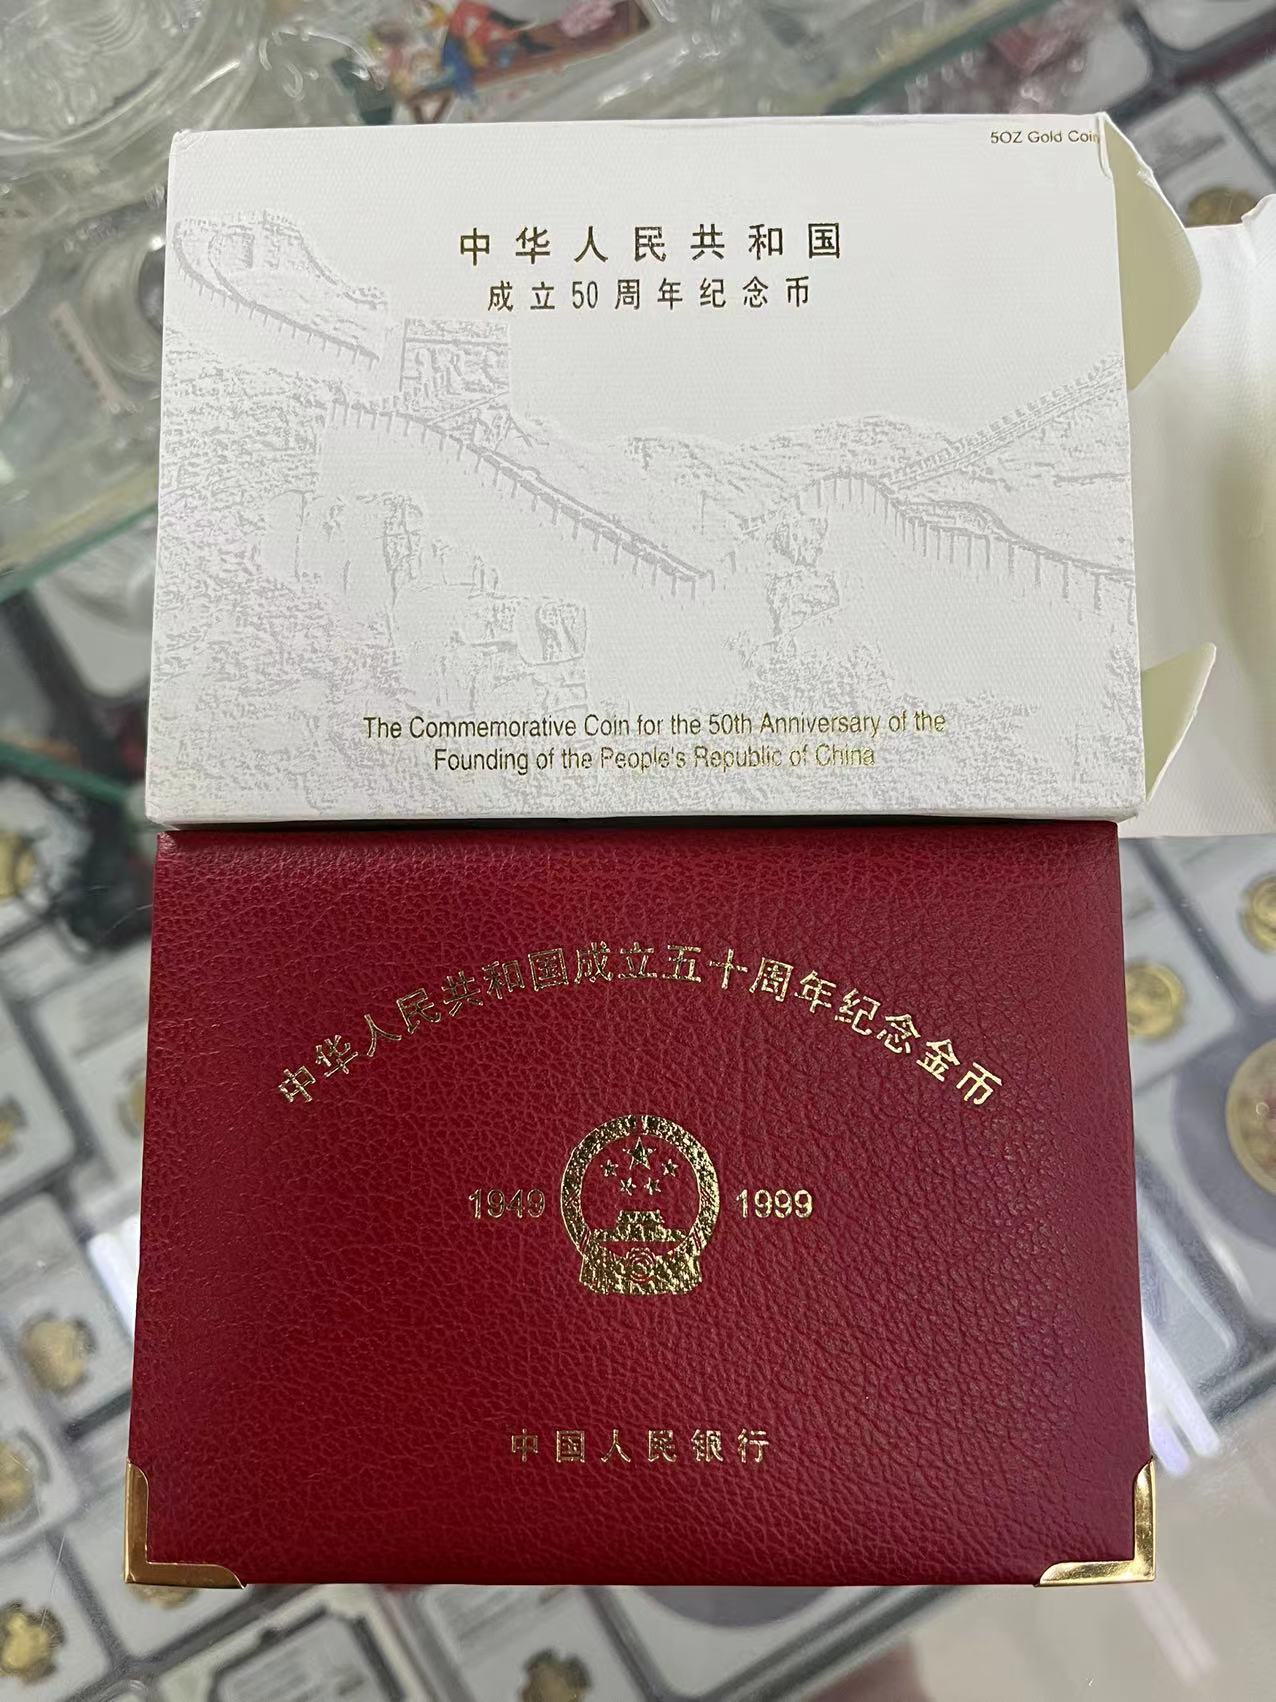 5OZ Gold Coin
中华人民共和国
成立50周年纪念币
The Commemorative Coin for the 50th Anniversary of the
Founding of the People's Republic of China
中华人民共和国成立五十周年纪念金币
1949 1999
中国人民银行